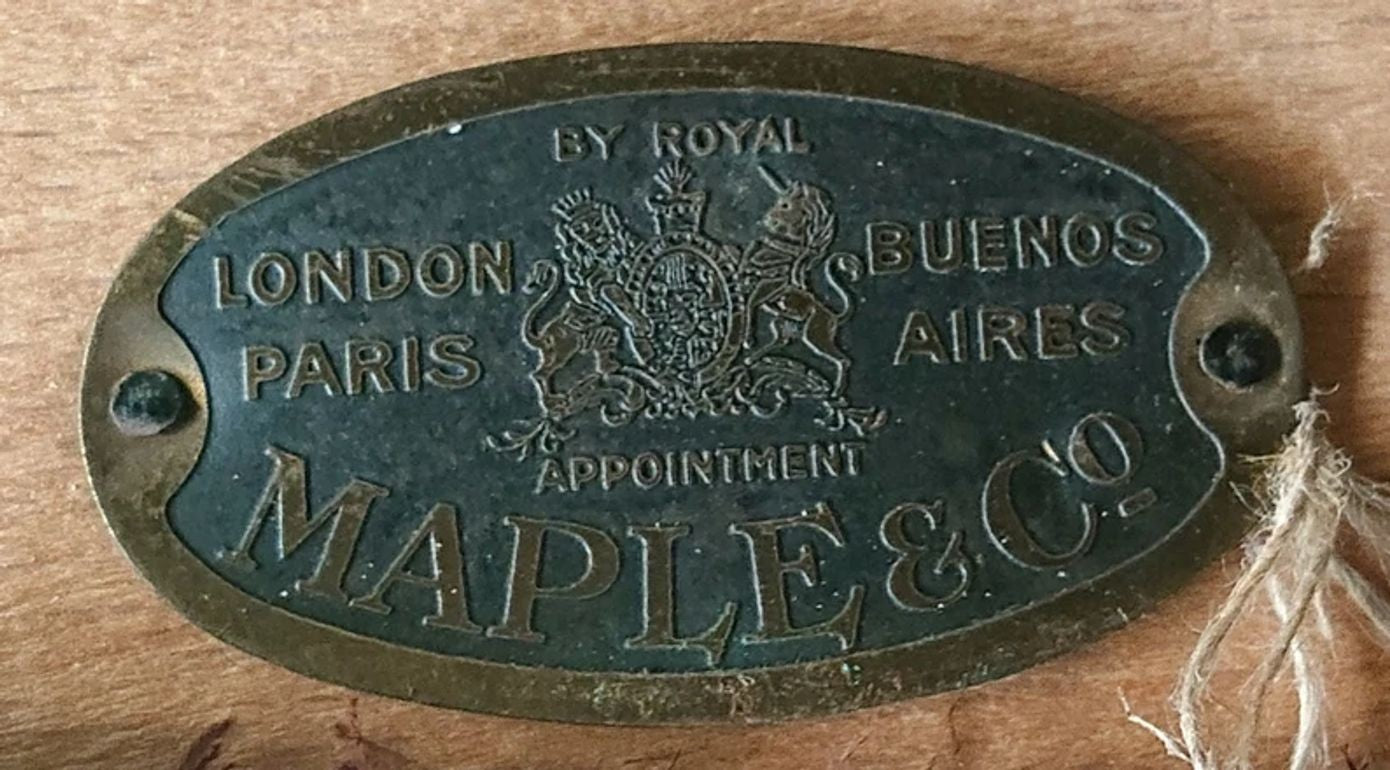 BY ROYAL
LONDON
PARIS
BUENOS
AIRES
APPOINTMENT
MAPLE & Co